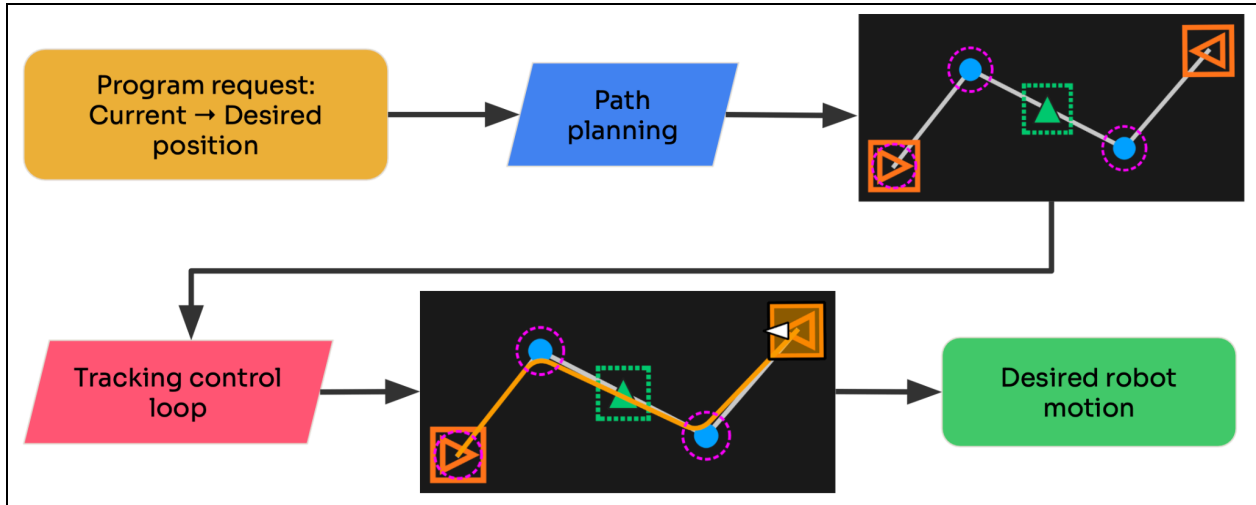 Program request:
Current → Desired
position
Path
planning
Tracking control
loop
Desired robot
motion